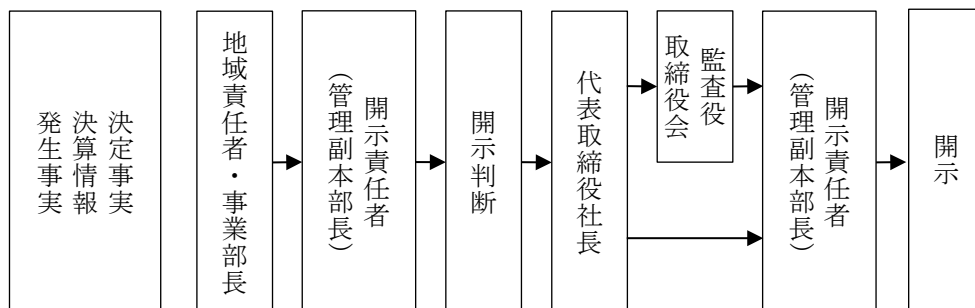 決定事実
決算情報
発生事実
地域責任者・事業部長
開示責任者
（管理副本部長）
開示判断
代表取締役社長
監査役
取締役会
開示責任者
（管理副本部長）
開示